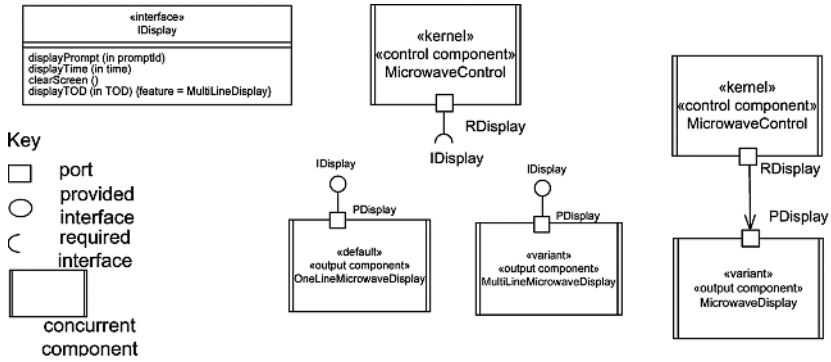 «interface»
IDisplay
displayPrompt (in promptId)
displayTime (in time)
clearScreen ()
displayTOD (in TOD) {feature = MultiLineDisplay}
Key
port
provided
interface
required
interface
concurrent
component
«kernel»
«control component»
MicrowaveControl
RDisplay
IDisplay
IDisplay
PDisplay
«default»
«output component»
OneLineMicrowaveDisplay
IDisplay
PDisplay
«variant»
«output component»
MultiLineMicrowaveDisplay
«kernel»
«control component»
MicrowaveControl
RDisplay
PDisplay
«variant»
«output component»
MicrowaveDisplay